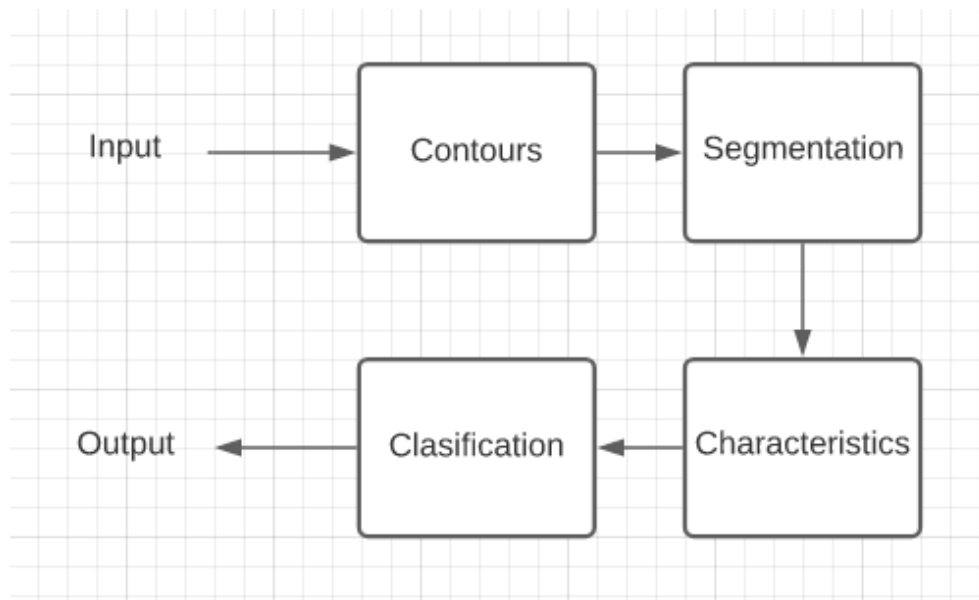 Input
Contours
Segmentation
Characteristics
Clasification
Output